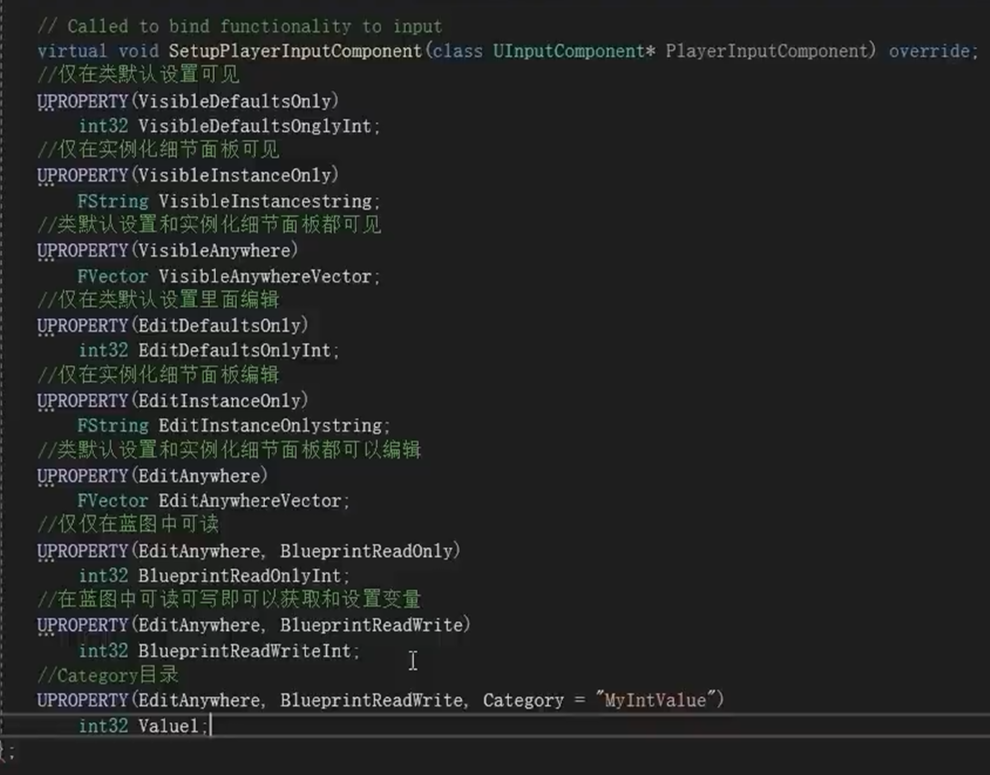 // Called to bind functionality to input
virtual void SetupPlayerInputComponent(class UInputComponent* PlayerInputComponent) override;
//仅在类默认设置可见
UPROPERTY(VisibleDefaultsOnly)
int32 VisibleDefaultsOnglyInt;
//仅在实例化细节面板可见
UPROPERTY(VisibleInstanceOnly)
FString VisibleInstancestring;
//类默认设置和实例化细节面板都可见
UPROPERTY(VisibleAnywhere)
FVector VisibleAnywhereVector;
//仅在类默认设置里面编辑
UPROPERTY(EditDefaultsOnly)
int32 EditDefaultsOnlyInt;
//仅在实例化细节面板编辑
UPROPERTY(EditInstanceOnly)
FString EditInstanceOnlystring;
//类默认设置和实例化细节面板都可以编辑
UPROPERTY(EditAnywhere)
FVector EditAnywhereVector;
//仅仅在蓝图中可读
UPROPERTY(EditAnywhere, BlueprintReadOnly)
int32 BlueprintReadOnlyInt;
//在蓝图中可读可写即可以获取和设置变量
UPROPERTY(EditAnywhere, BlueprintReadWrite)
int32 BlueprintReadWriteInt;
//Category目录
UPROPERTY(EditAnywhere, BlueprintReadWrite, Category = "MyIntValue")
int32 Value1;
};